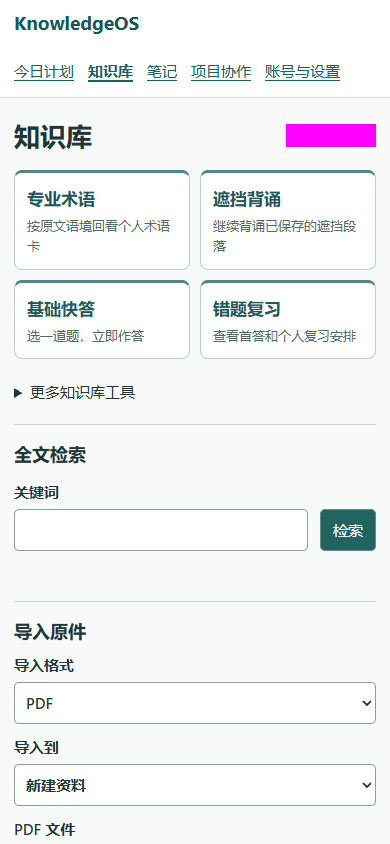 KnowledgeOS
今日计划 知识库 笔记 项目协作 账号与设置
知识库
专业术语
按原文语境回看个人术语
卡
遮挡背诵
继续背诵已保存的遮挡段
落
基础快答
选一道题，立即作答
错题复习
查看首答和个人复习安排
更多知识库工具
全文检索
关键词
检索
导入原件
导入格式
PDF
导入到
新建资料
PDF 文件